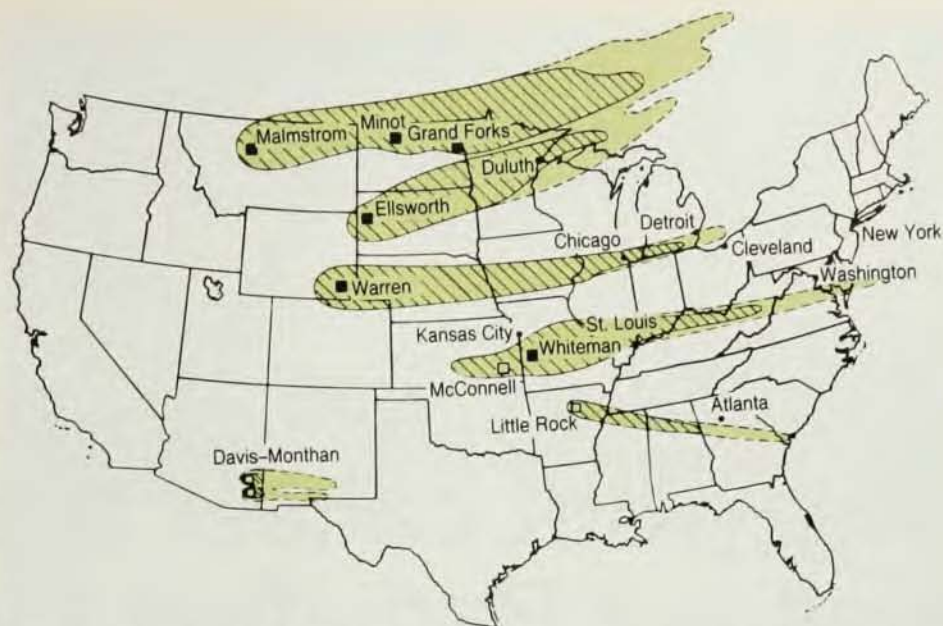 Malmstrom
Minot
Grand Forks
Duluth
Ellsworth
Chicago
Detroit
Cleveland
New York
Washington
Warren
Kansas City
St. Louis
Whiteman
McConnell
Little Rock
Atlanta
Davis–Monthan